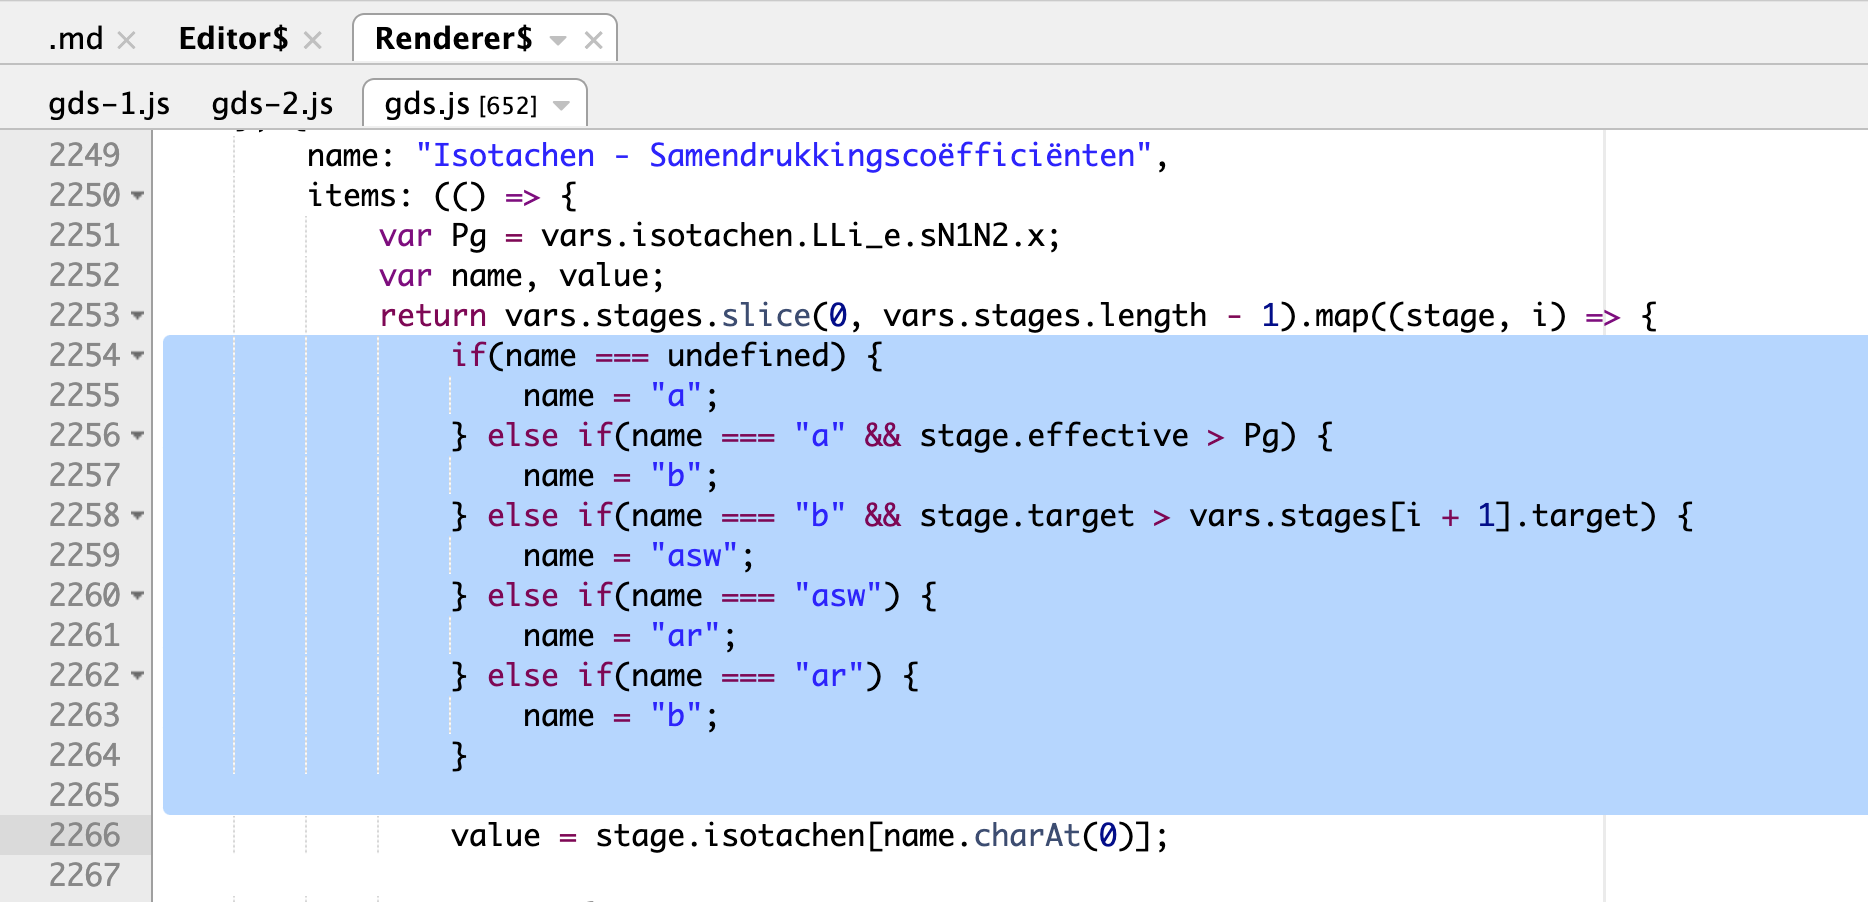 .md × Editor$ × Renderer$ ×
gds-1.js gds-2.js gds.js [652]
2249 name: "Isotachen - Samendrukkingscoëfficiënten",
2250 items: (() => {
2251 var Pg = vars.isotachen.LLi_e.sN1N2.x;
2252 var name, value;
2253 return vars.stages.slice(0, vars.stages.length - 1).map((stage, i) => {
2254 if(name === undefined) {
2255 name = "a";
2256 } else if(name === "a" && stage.effective > Pg) {
2257 name = "b";
2258 } else if(name === "b" && stage.target > vars.stages[i + 1].target) {
2259 name = "asw";
2260 } else if(name === "asw") {
2261 name = "ar";
2262 } else if(name === "ar") {
2263 name = "b";
2264 }
2265
2266 value = stage.isotachen[name.charAt(0)];
2267